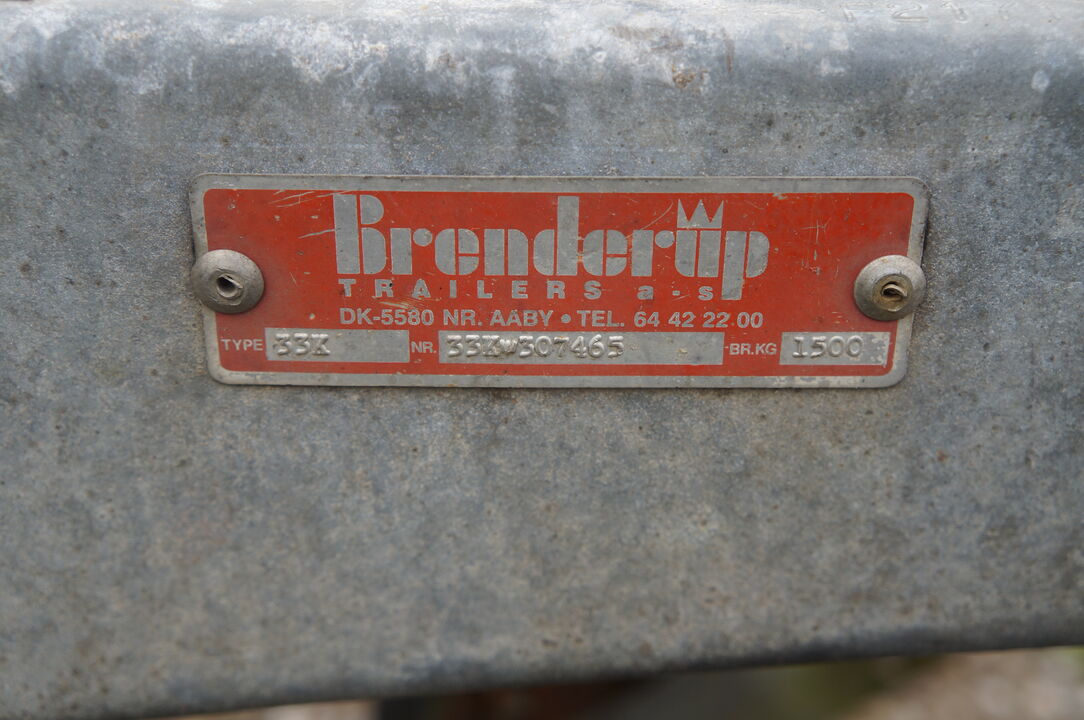 Brenderup
TRAILERS a-s
DK-5580 NR. AABY • TEL. 64 42 22 00
TYPE 33K NR. 33K 307465 BR.KG 1500